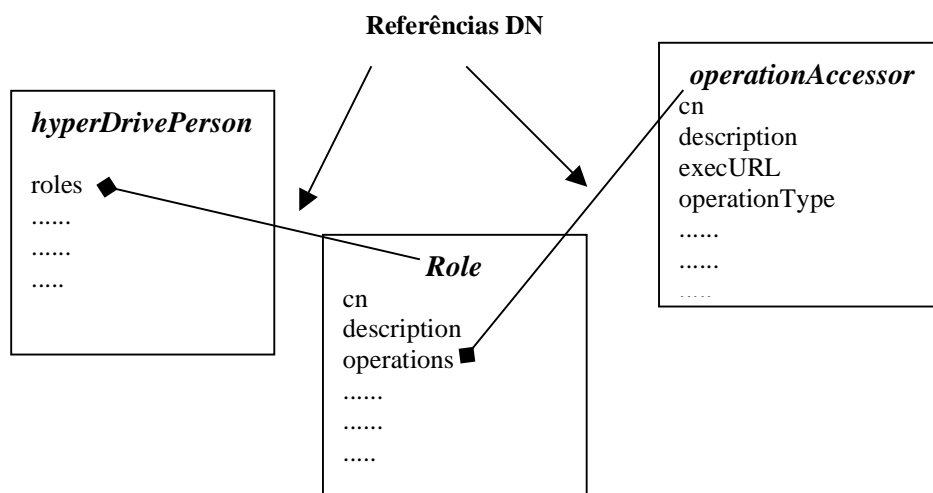 Referências DN
hyperDrivePerson
roles
......
......
.....
Role
cn
description
operations
......
......
.....
operationAccessor
cn
description
execURL
operationType
......
......
.....